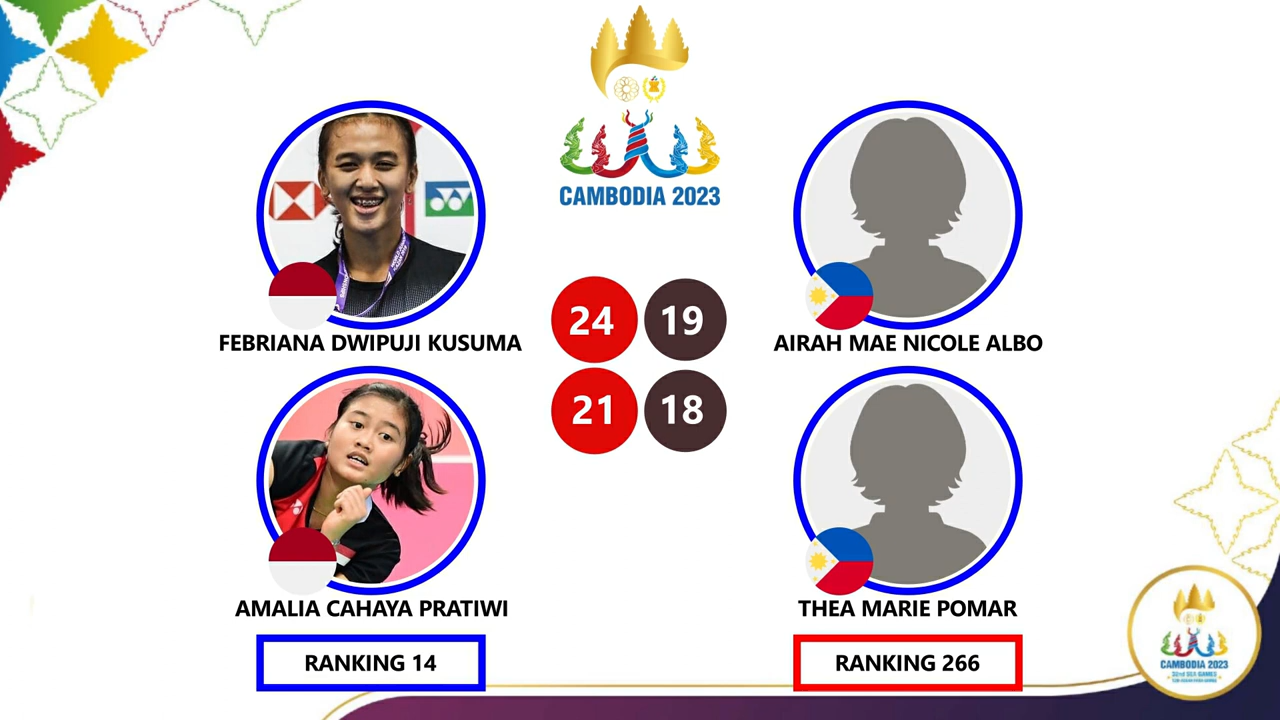 CAMBODIA 2023
24 19
21 18
FEBRIANA DWIPUJI KUSUMA
AIRAH MAE NICOLE ALBO
AMALIA CAHAYA PRATIWI
THEA MARIE POMAR
RANKING 14
RANKING 266
CAMBODIA 2023
32nd SEA GAMES